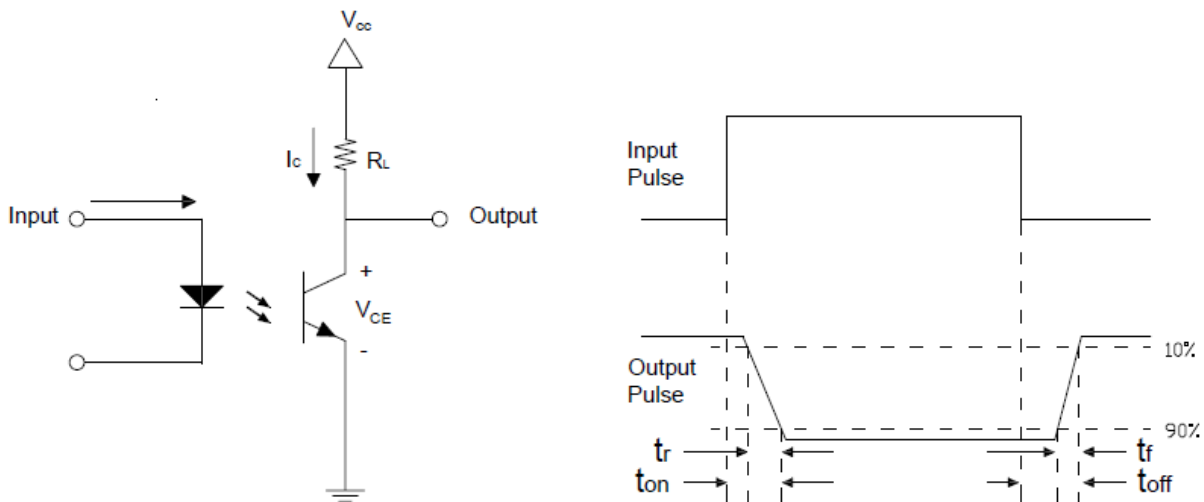 Vcc
Ic
RL
Input
Output
+
VCE
-
Input
Pulse
10%
Output
Pulse
90%
tr
tf
ton
toff